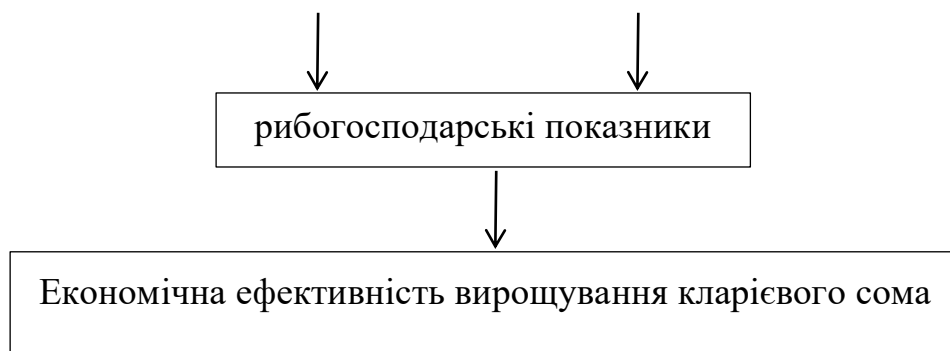 рибогосподарські показники
Економічна ефективність вирощування кларієвого сома